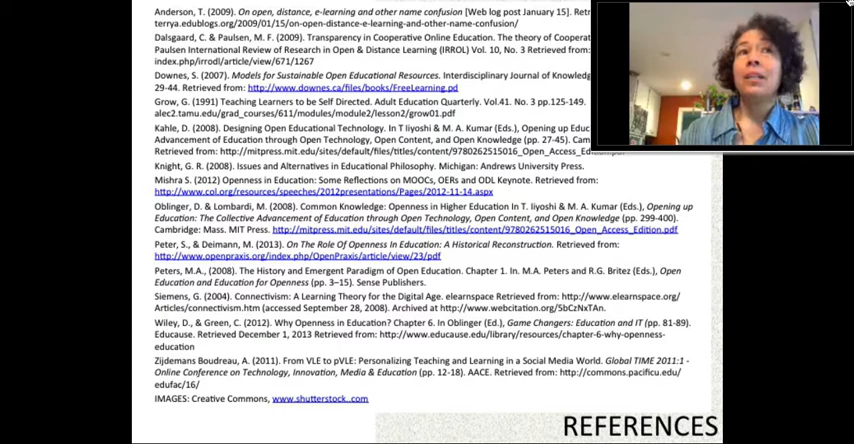 Anderson, T. (2009). On open, distance, e-learning and other name confusion [Web log post January 15]. Retr
terrya.edublogs.org/2009/01/15/on-open-distance-e-learning-and-other-name-confusion/
Dalsgaard, C. & Paulsen, M. F. (2009). Transparency in Cooperative Online Education. The theory of Cooperat
Paulsen International Review of Research in Open & Distance Learning (IRROL) Vol. 10, No. 3 Retrieved from:
index.php/irrodl/article/view/671/1267
Downes, S. (2007). Models for Sustainable Open Educational Resources. Interdisciplinary Journal of Knowledg
29-44. Retrieved from: http://www.downes.ca/files/books/FreeLearning.pd
Grow, G. (1991) Teaching Learners to be Self Directed. Adult Education Quarterly. Vol.41. No. 3 pp.125-149.
alec2.tamu.edu/grad_courses/611/modules/module2/lesson2/grow01.pdf
Kahle, D. (2008). Designing Open Educational Technology. In T Iiyoshi & M. A. Kumar (Eds.), Opening up Educ
Advancement of Education through Open Technology, Open Content, and Open Knowledge (pp. 27-45). Cam
Retrieved from: http://mitpress.mit.edu/sites/default/files/titles/content/9780262515016_Open_Access_Ed
Knight, G. R. (2008). Issues and Alternatives in Educational Philosophy. Michigan: Andrews University Press.
Mishra S. (2012) Openness in Education: Some Reflections on MOOCs, OERs and ODL Keynote. Retrieved from:
http://www.col.org/resources/speeches/2012presentations/Pages/2012-11-14.aspx
Oblinger, D. & Lombardi, M. (2008). Common Knowledge: Openness in Higher Education In T. Iiyoshi & M. A. Kumar (Eds.), Opening up
Education: The Collective Advancement of Education through Open Technology, Open Content, and Open Knowledge (pp. 299-400).
Cambridge: Mass. MIT Press. http://mitpress.mit.edu/sites/default/files/titles/content/9780262515016_Open_Access_Edition.pdf
Peter, S., & Deimann, M. (2013). On The Role Of Openness In Education: A Historical Reconstruction. Retrieved from:
http://www.openpraxis.org/index.php/OpenPraxis/article/view/23/pdf
Peters, M.A., (2008). The History and Emergent Paradigm of Open Education. Chapter 1. In. M.A. Peters and R.G. Britez (Eds.), Open
Education and Education for Openness (pp. 3–15). Sense Publishers.
Siemens, G. (2004). Connectivism: A Learning Theory for the Digital Age. elearnspace Retrieved from: http://www.elearnspace.org/
Articles/connectivism.htm (accessed September 28, 2008). Archived at http://www.webcitation.org/5bCzNxTAn.
Wiley, D., & Green, C. (2012). Why Openness in Education? Chapter 6. In Oblinger (Ed.), Game Changers: Education and IT (pp. 81-89).
Educause. Retrieved December 1, 2013 Retrieved from: http://www.educause.edu/library/resources/chapter-6-why-openness-
education
Zijdemans Boudreau, A. (2011). From VLE to pVLE: Personalizing Teaching and Learning in a Social Media World. Global TIME 2011:1 -
Online Conference on Technology, Innovation, Media & Education (pp. 12-18). AACE. Retrieved from: http://commons.pacificu.edu/
edufac/16/
IMAGES: Creative Commons, www.shutterstock..com
REFERENCES